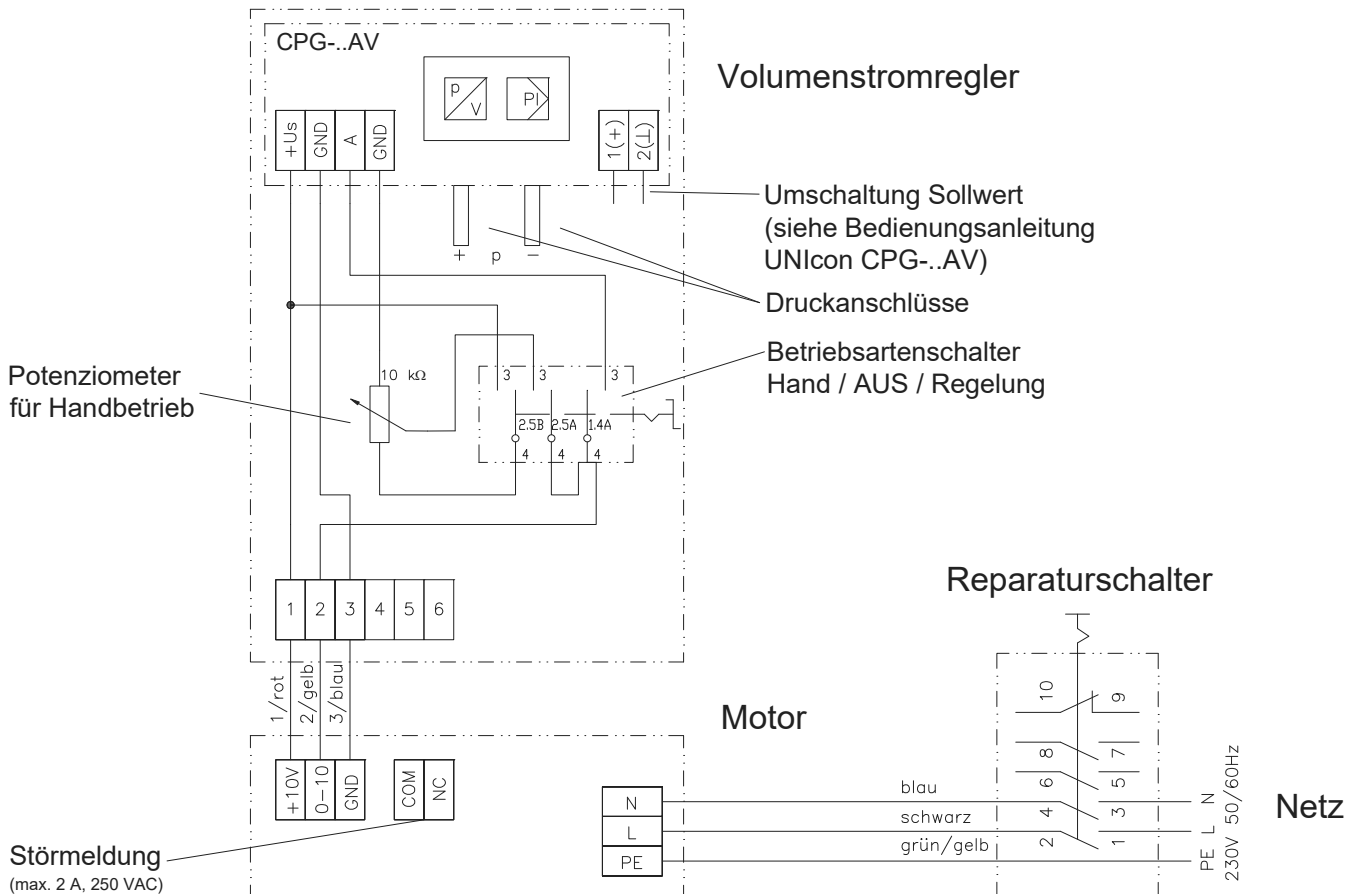 CPG-..AV
p
V
PI
Volumenstromregler
+Us
GND
A
GND
1(+)
2(⊥)
Umschaltung Sollwert
(siehe Bedienungsanleitung
UNIcon CPG-..AV)
+ p −
Druckanschlüsse
Betriebsartenschalter
Hand / AUS / Regelung
Potenziometer
für Handbetrieb
10 kΩ
3 3 3
2.5B 2.5A 1.4A
4 4 4
1 2 3 4 5 6
1/rot
2/gelb
3/blau
Reparaturschalter
10 9
8 7
6 5
4 3
2 1
Motor
+10V
0-10
GND
COM
NC
N
L
PE
blau
schwarz
grün/gelb
PE L N
230V 50/60Hz
Netz
Störmeldung
(max. 2 A, 250 VAC)